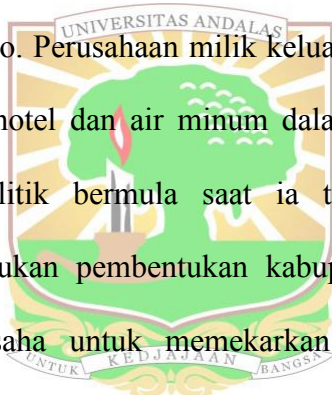 UNIVERSITAS ANDALAS
o. Perusahaan milik kelua
hotel dan air minum dala
litik bermula saat ia t
ukan pembentukan kabup
saha untuk memekarkan
UNTUK KEDJAJAAN BANGSA